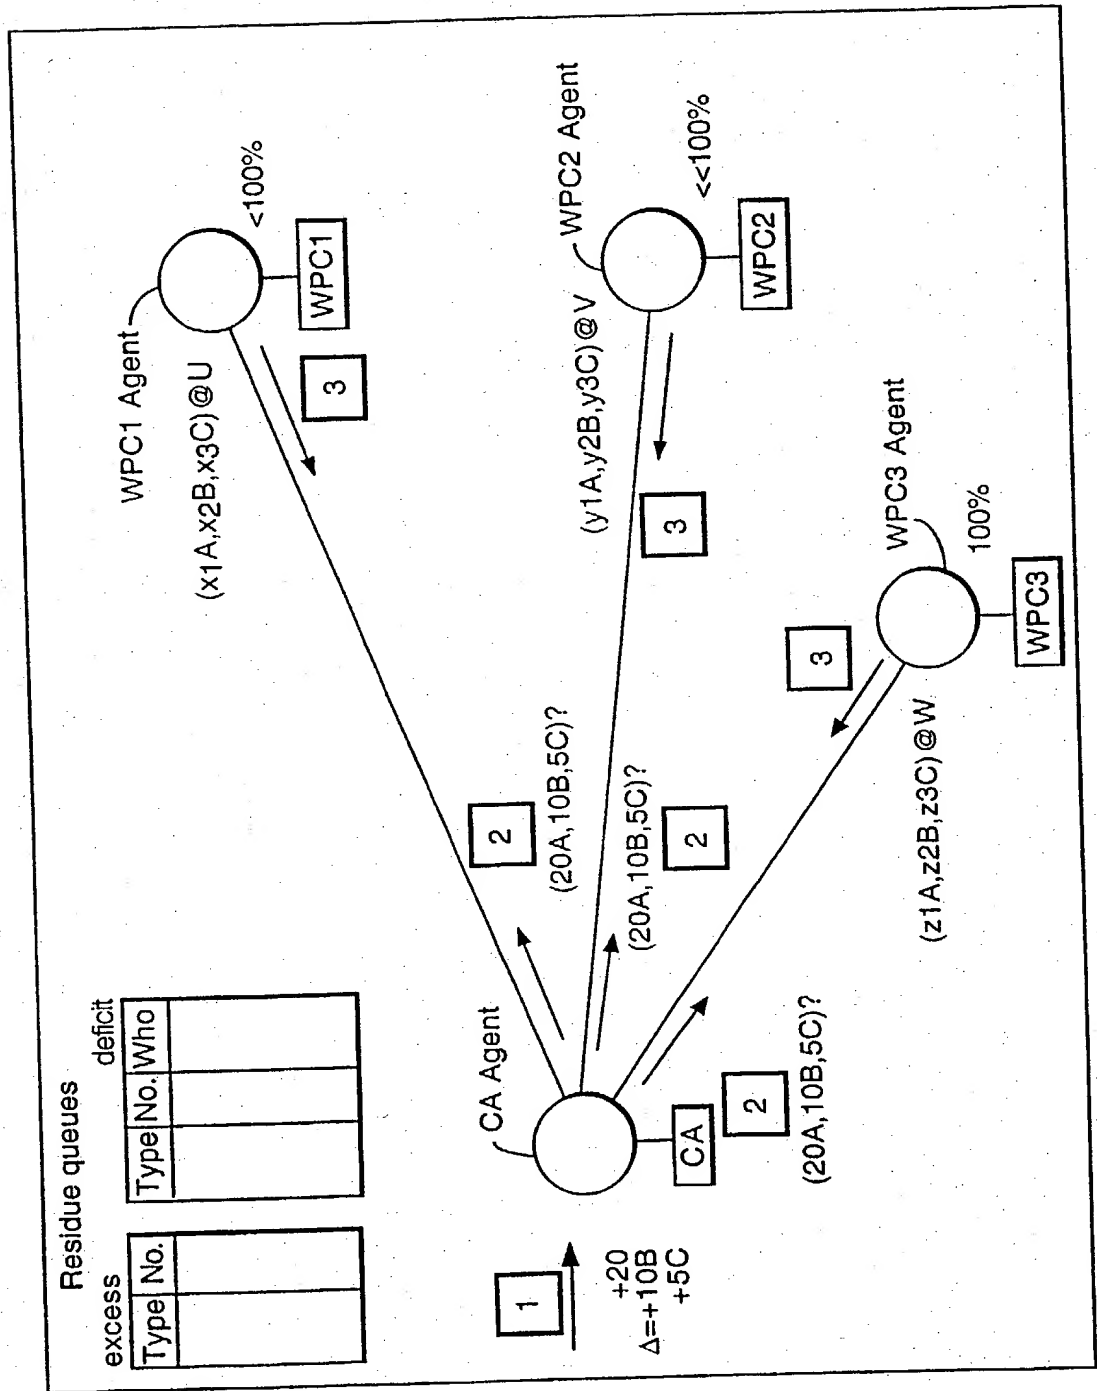 Residue queues
excess
deficit
Type No.
Type No. Who
WPC1 Agent
(x1A,x2B,x3C)@U
<100%
WPC1
3
CA Agent
2
(20A,10B,5C)?
1
+20
Δ=+10B
+5C
CA
(20A,10B,5C)?
2
(y1A,y2B,y3C)@V
WPC2 Agent
<<100%
WPC2
3
2
(20A,10B,5C)?
3
WPC3 Agent
100%
(z1A,z2B,z3C)@W
WPC3